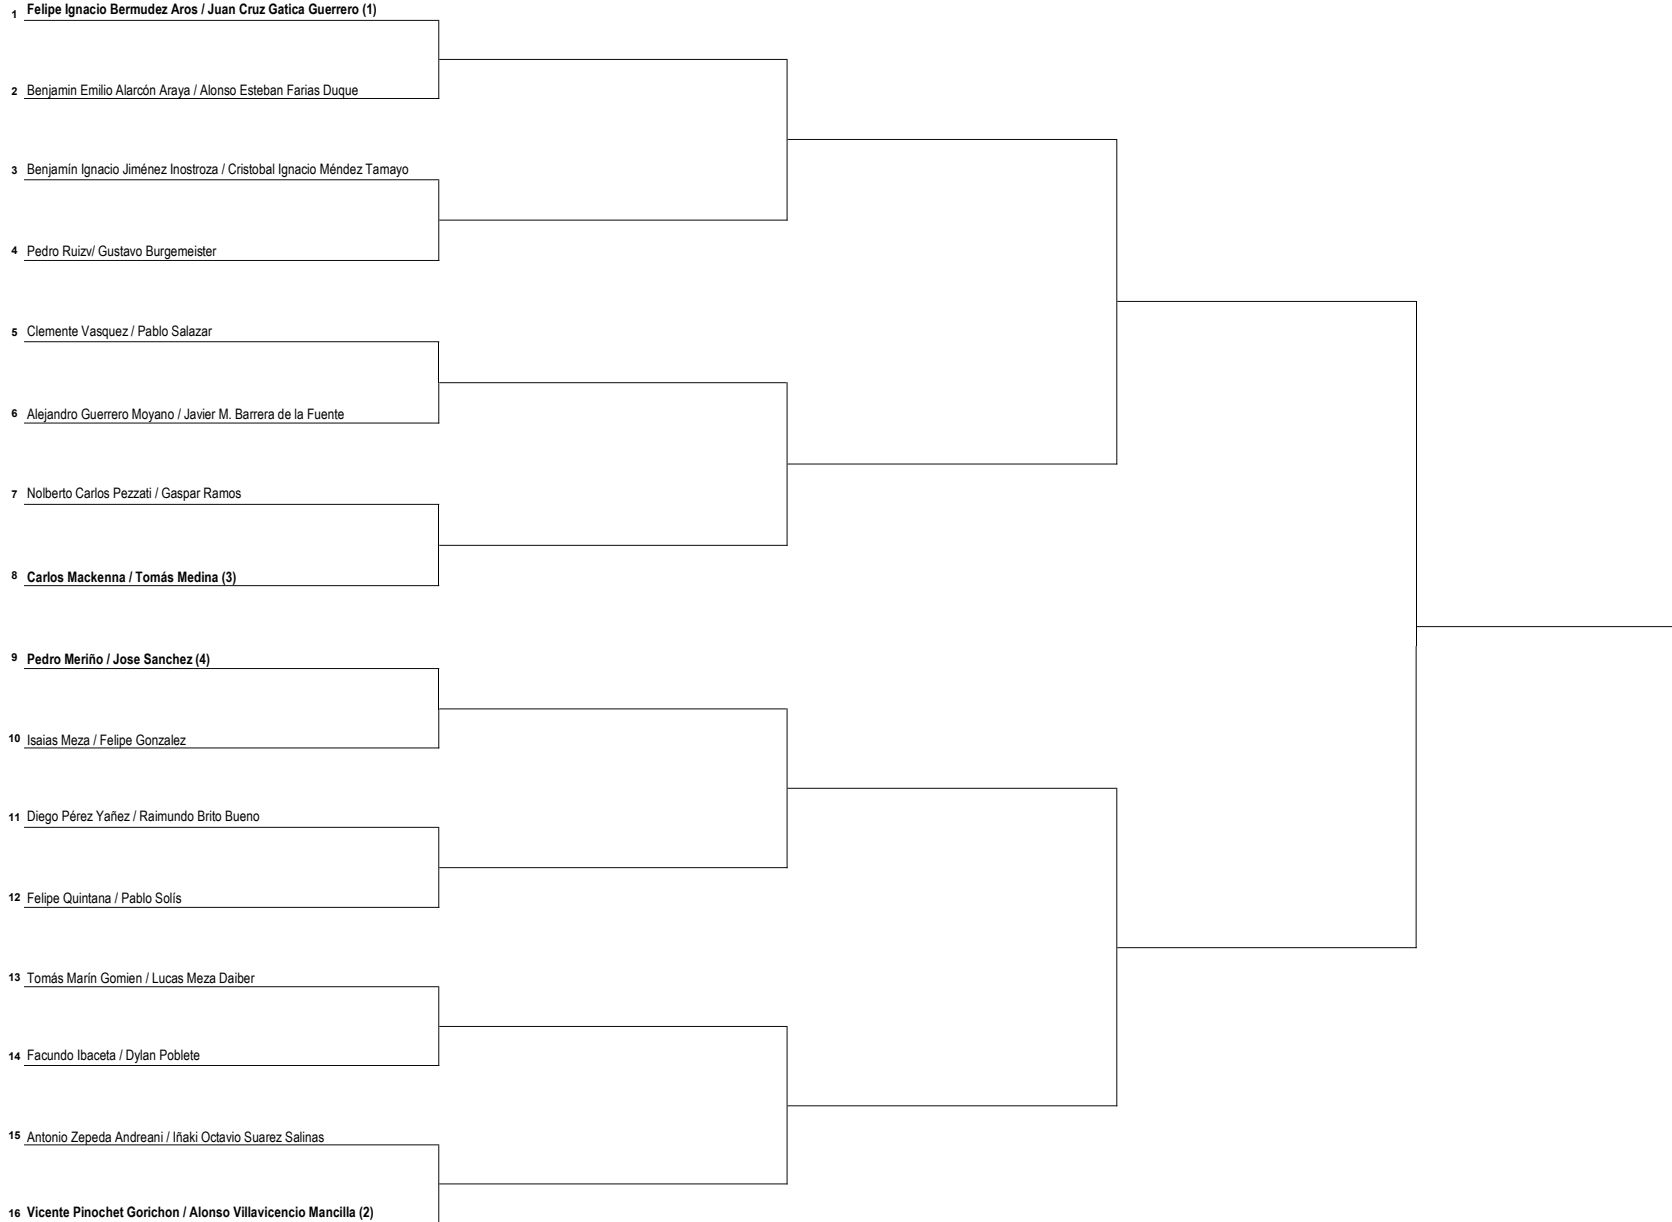 1 Felipe Ignacio Bermudez Aros / Juan Cruz Gatica Guerrero (1)
2 Benjamin Emilio Alarcón Araya / Alonso Esteban Farias Duque
3 Benjamín Ignacio Jiménez Inostroza / Cristobal Ignacio Méndez Tamayo
4 Pedro Ruizv/ Gustavo Burgemeister
5 Clemente Vasquez / Pablo Salazar
6 Alejandro Guerrero Moyano / Javier M. Barrera de la Fuente
7 Nolberto Carlos Pezzati / Gaspar Ramos
8 Carlos Mackenna / Tomás Medina (3)
9 Pedro Meriño / Jose Sanchez (4)
10 Isaias Meza / Felipe Gonzalez
11 Diego Pérez Yañez / Raimundo Brito Bueno
12 Felipe Quintana / Pablo Solís
13 Tomás Marín Gomien / Lucas Meza Daiber
14 Facundo Ibaceta / Dylan Poblete
15 Antonio Zepeda Andreani / Iñaki Octavio Suarez Salinas
16 Vicente Pinochet Gorichon / Alonso Villavicencio Mancilla (2)